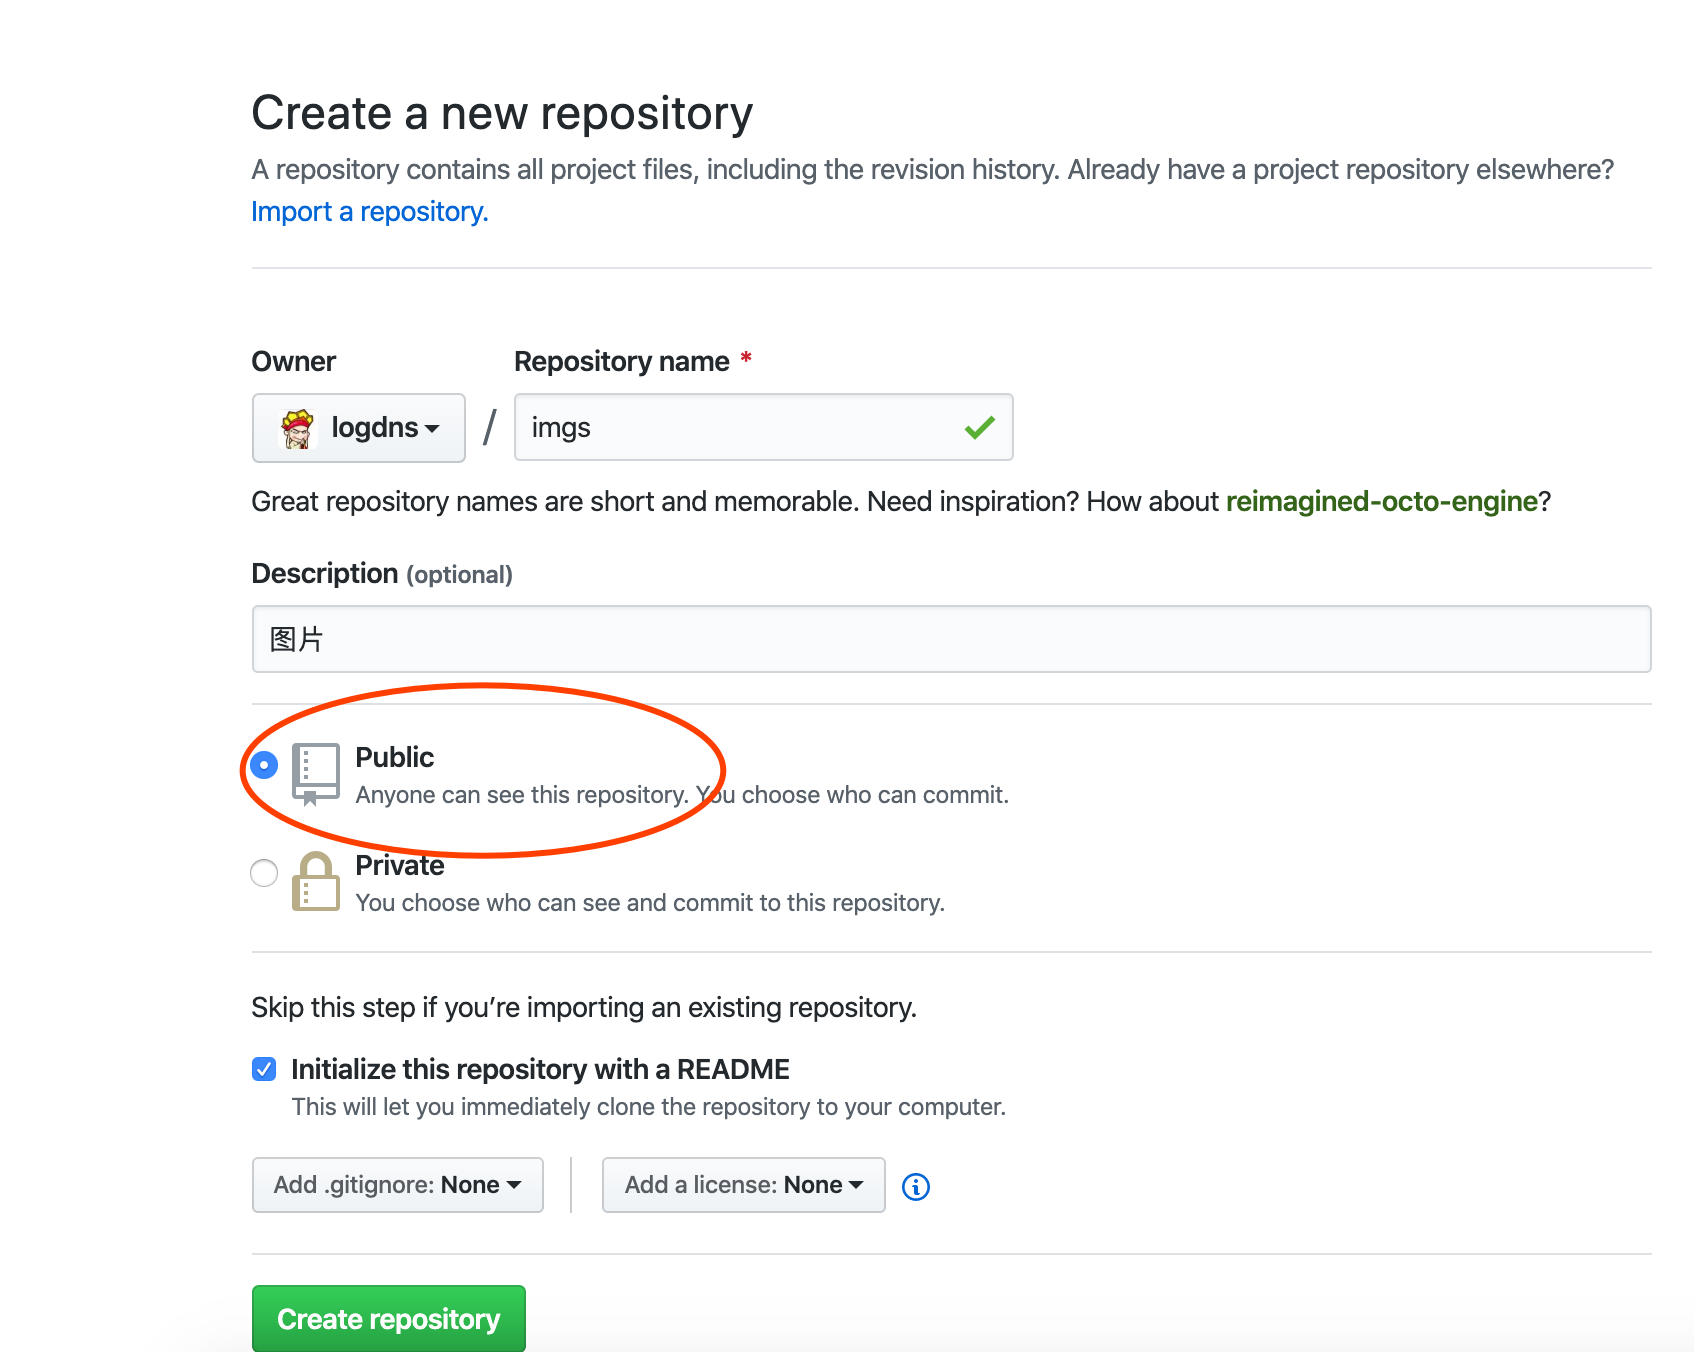 Create a new repository
A repository contains all project files, including the revision history. Already have a project repository elsewhere?
Import a repository.
Owner
Repository name *
logdns / imgs
Great repository names are short and memorable. Need inspiration? How about reimagined-octo-engine?
Description (optional)
图片
Public
Anyone can see this repository. You choose who can commit.
Private
You choose who can see and commit to this repository.
Skip this step if you’re importing an existing repository.
Initialize this repository with a README
This will let you immediately clone the repository to your computer.
Add .gitignore: None
Add a license: None
Create repository